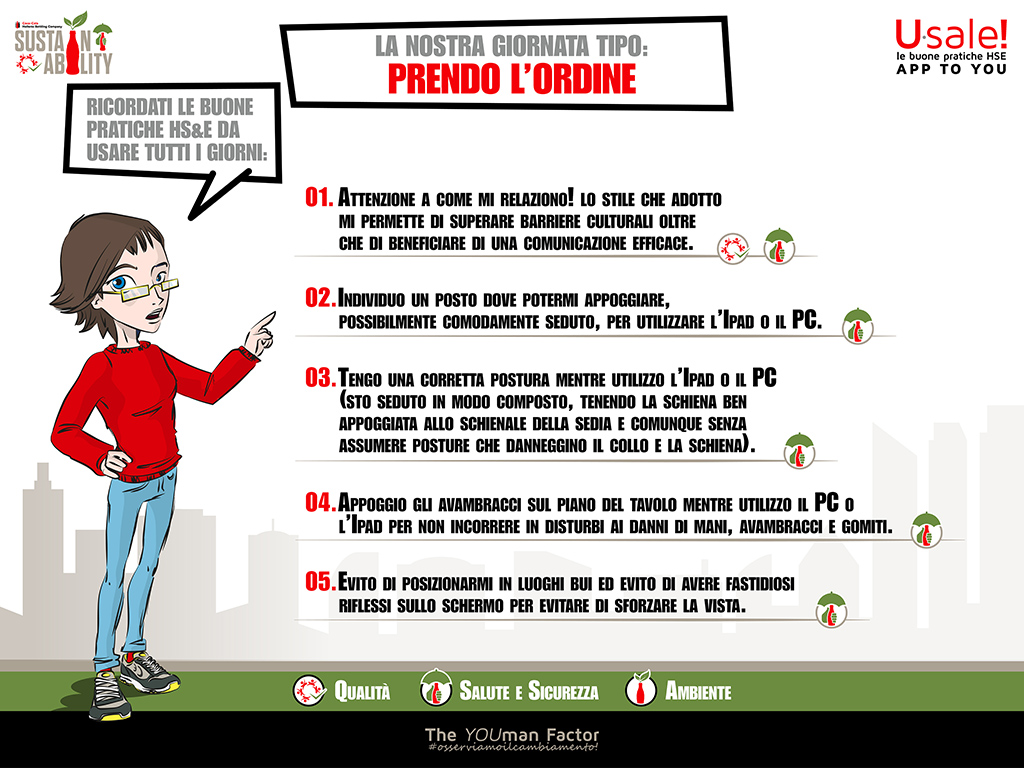 Coca-Cola
Hellenic Bottling Company
SUSTAIN
ABILITY
LA NOSTRA GIORNATA TIPO:
PRENDO L'ORDINE
U·sale!
le buone pratiche HSE
APP TO YOU
RICORDATI LE BUONE
PRATICHE HS&E DA
USARE TUTTI I GIORNI:
01. ATTENZIONE A COME MI RELAZIONO! LO STILE CHE ADOTTO
MI PERMETTE DI SUPERARE BARRIERE CULTURALI OLTRE
CHE DI BENEFICIARE DI UNA COMUNICAZIONE EFFICACE.
02. INDIVIDUO UN POSTO DOVE POTERMI APPOGGIARE,
POSSIBILMENTE COMODAMENTE SEDUTO, PER UTILIZZARE L'IPAD O IL PC.
03. TENGO UNA CORRETTA POSTURA MENTRE UTILIZZO L'IPAD O IL PC
(STO SEDUTO IN MODO COMPOSTO, TENENDO LA SCHIENA BEN
APPOGGIATA ALLO SCHIENALE DELLA SEDIA E COMUNQUE SENZA
ASSUMERE POSTURE CHE DANNEGGINO IL COLLO E LA SCHIENA).
04. APPOGGIO GLI AVAMBRACCI SUL PIANO DEL TAVOLO MENTRE UTILIZZO IL PC O
L'IPAD PER NON INCORRERE IN DISTURBI AI DANNI DI MANI, AVAMBRACCI E GOMITI.
05. EVITO DI POSIZIONARMI IN LUOGHI BUI ED EVITO DI AVERE FASTIDIOSI
RIFLESSI SULLO SCHERMO PER EVITARE DI SFORZARE LA VISTA.
QUALITÀ
SALUTE E SICUREZZA
AMBIENTE
The YOUman Factor
#osserviamoilcambiamento!